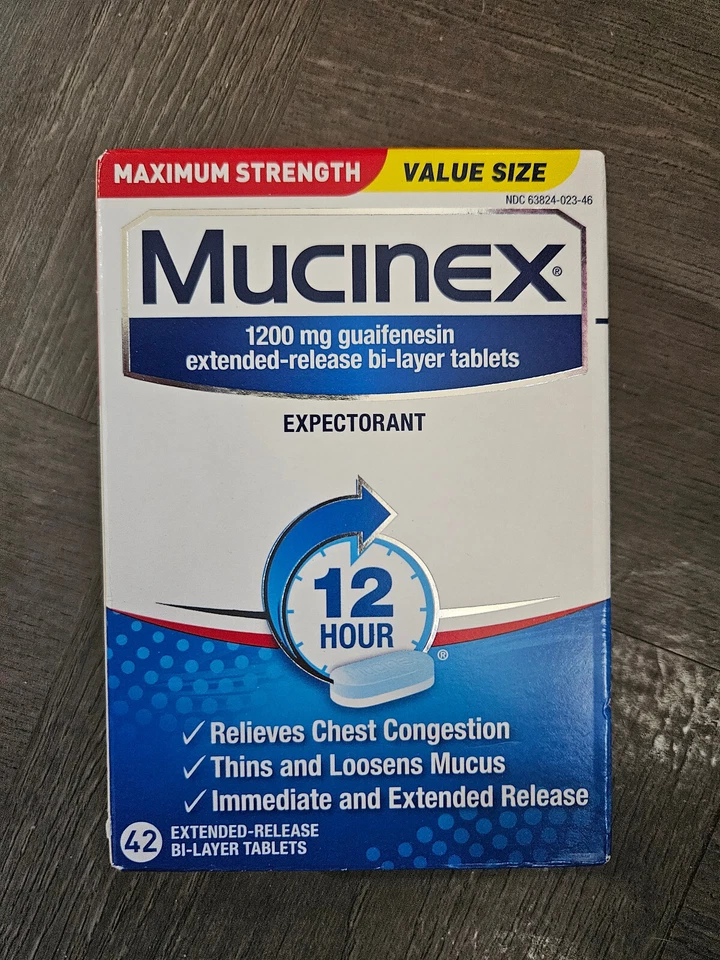 MAXIMUM STRENGTH VALUE SIZE
NDC 63824-023-46
Mucinex®
1200 mg guaifenesin
extended-release bi-layer tablets
EXPECTORANT
12
HOUR
®
✓ Relieves Chest Congestion
✓ Thins and Loosens Mucus
✓ Immediate and Extended Release
42 EXTENDED-RELEASE
BI-LAYER TABLETS